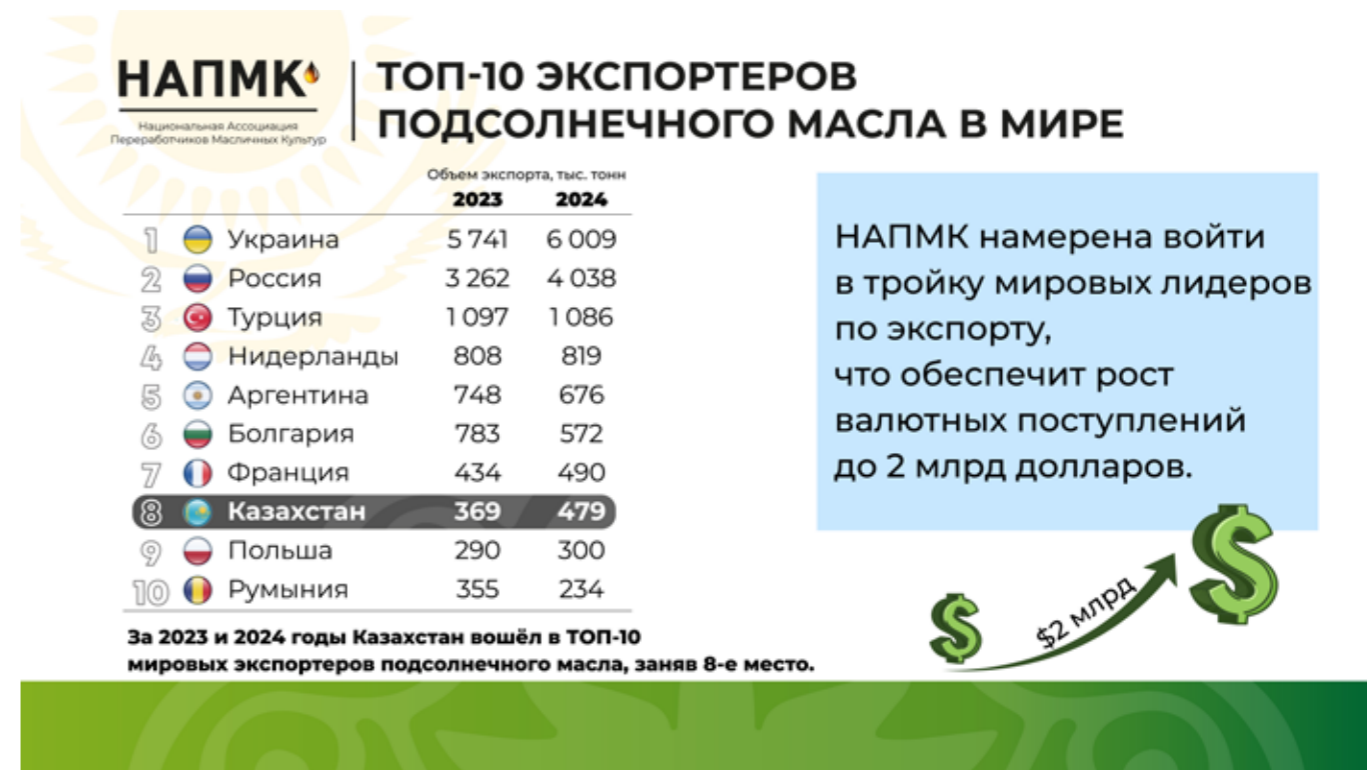 НАПМК
Национальная Ассоциация
Переработчиков Масличных Культур
ТОП-10 ЭКСПОРТЕРОВ
ПОДСОЛНЕЧНОГО МАСЛА В МИРЕ
Объем экспорта, тыс. тонн
2023 2024
1 Украина 5 741 6 009
2 Россия 3 262 4 038
3 Турция 1 097 1 086
4 Нидерланды 808 819
5 Аргентина 748 676
6 Болгария 783 572
7 Франция 434 490
8 Казахстан 369 479
9 Польша 290 300
10 Румыния 355 234
За 2023 и 2024 годы Казахстан вошёл в ТОП-10
мировых экспортеров подсолнечного масла, заняв 8-е место.
НАПМК намерена войти
в тройку мировых лидеров
по экспорту,
что обеспечит рост
валютных поступлений
до 2 млрд долларов.
$2 млрд